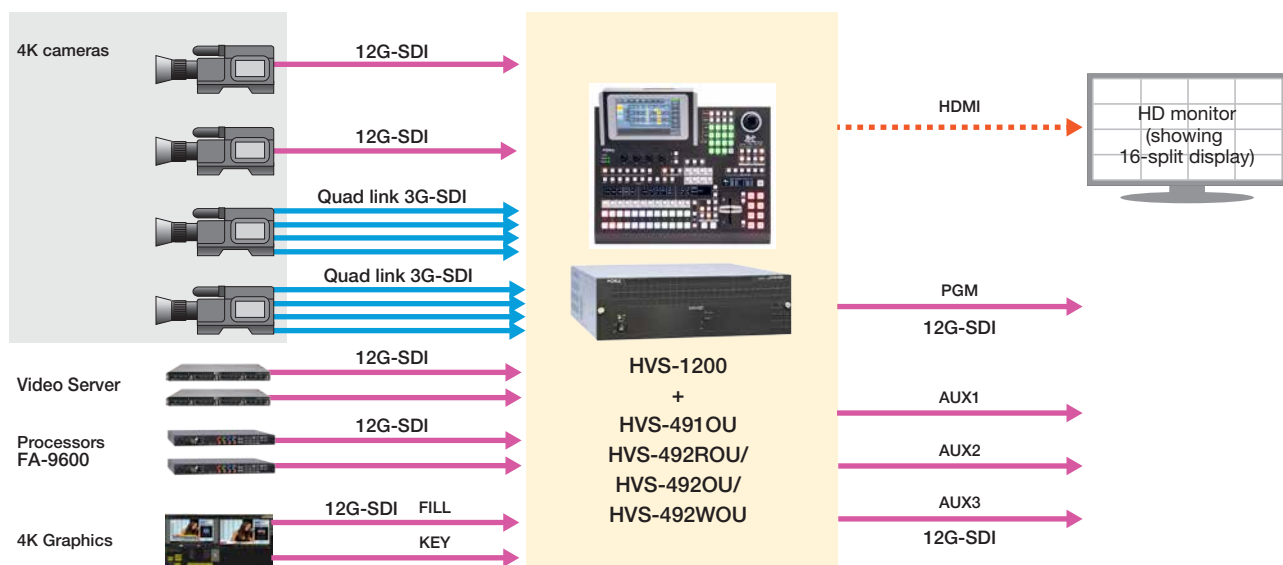 4K cameras
12G-SDI
12G-SDI
Quad link 3G-SDI
Quad link 3G-SDI
Video Server
12G-SDI
Processors
FA-9600
12G-SDI
4K Graphics
12G-SDI FILL
KEY
HVS-1200
+
HVS-491OU
HVS-492ROU/
HVS-492OU/
HVS-492WOU
HDMI
HD monitor
(showing
16-split display)
PGM
12G-SDI
AUX1
AUX2
AUX3
12G-SDI